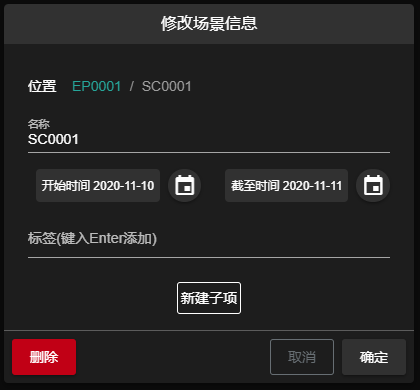 修改场景信息
位置 EP0001 / SC0001
名称
SC0001
开始时间 2020-11-10 截至时间 2020-11-11
标签(键入Enter添加)
新建子项
删除 取消 确定